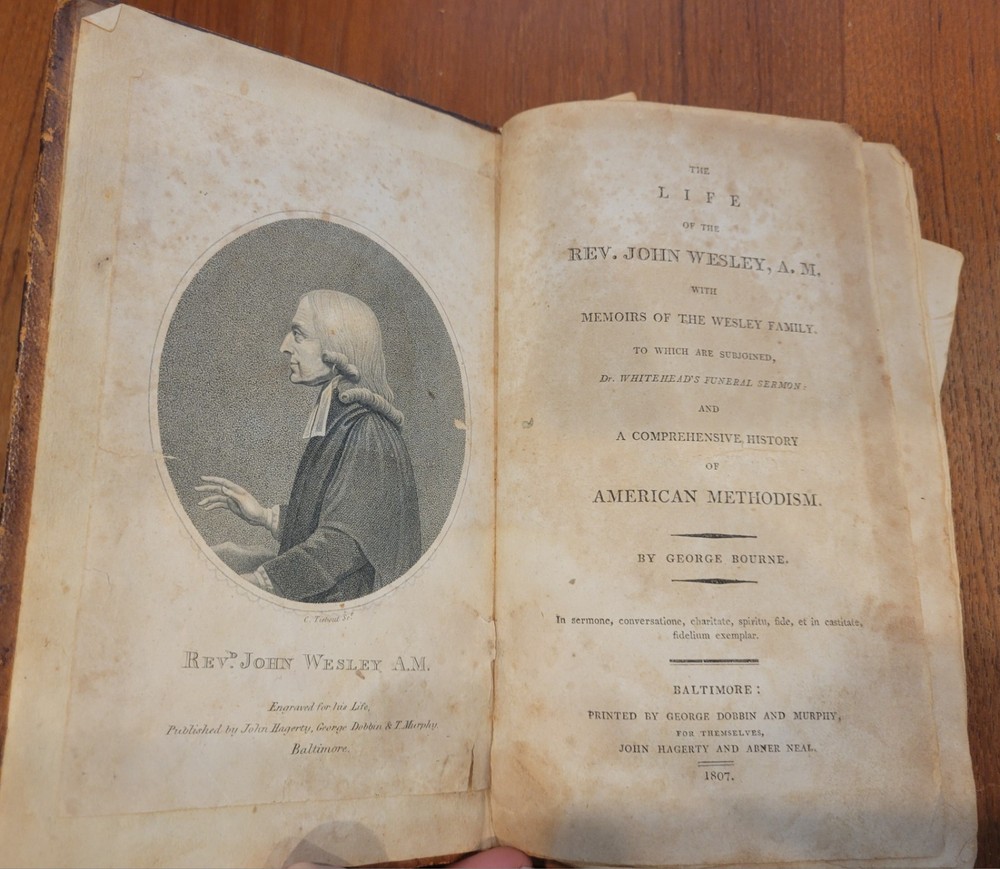 C. Tiebout Sct.
REVD. JOHN WESLEY A.M.
Engraved for his Life,
Published by John Hagerty, George Dobbin & T. Murphy
Baltimore.
THE
LIFE
OF THE
REV. JOHN WESLEY, A. M.
WITH
MEMOIRS OF THE WESLEY FAMILY.
TO WHICH ARE SUBJOINED,
Dr. WHITEHEAD'S FUNERAL SERMON:
AND
A COMPREHENSIVE HISTORY
OF
AMERICAN METHODISM.
BY GEORGE BOURNE.
In sermone, conversatione, charitate, spiritu, fide, et in castitate,
fidelium exemplar.
BALTIMORE:
PRINTED BY GEORGE DOBBIN AND MURPHY,
FOR THEMSELVES,
JOHN HAGERTY AND ABNER NEAL.
1807.